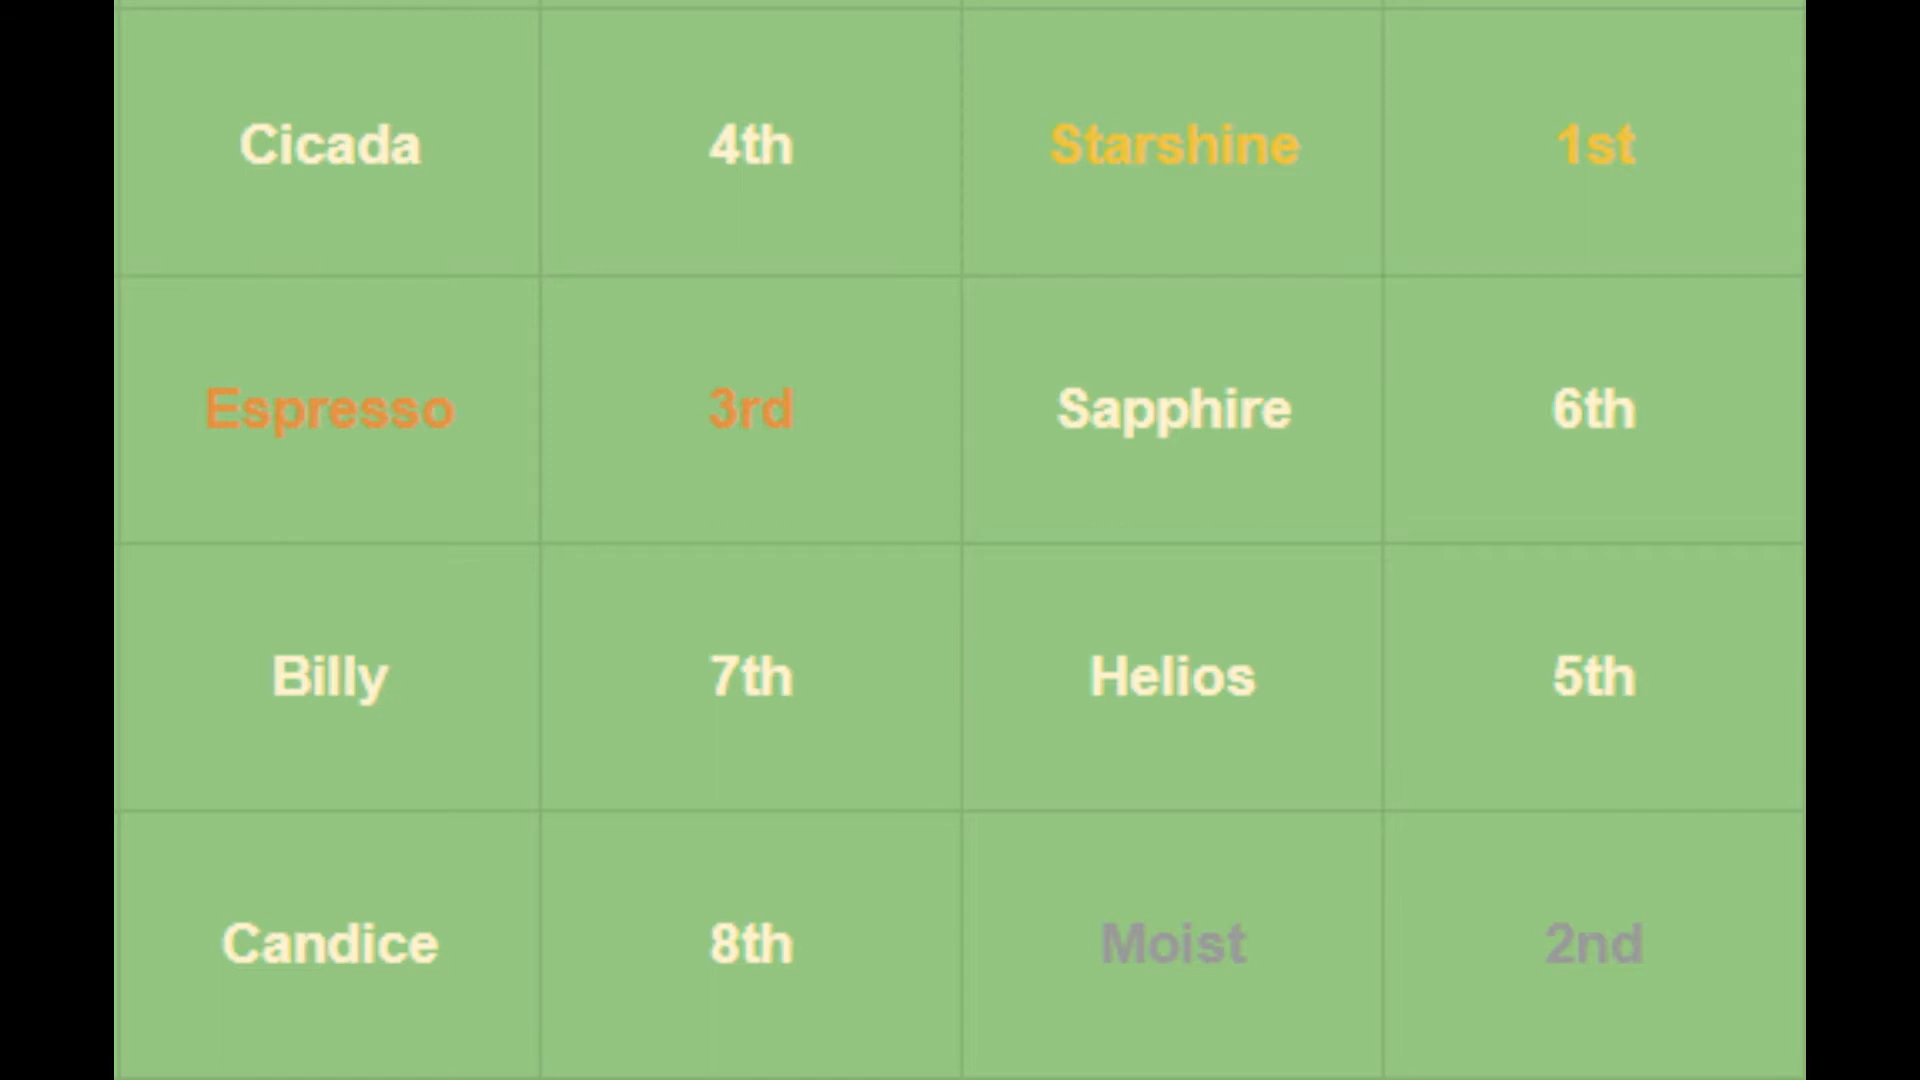 Cicada 4th Starshine 1st
Espresso 3rd Sapphire 6th
Billy 7th Helios 5th
Candice 8th Moist 2nd